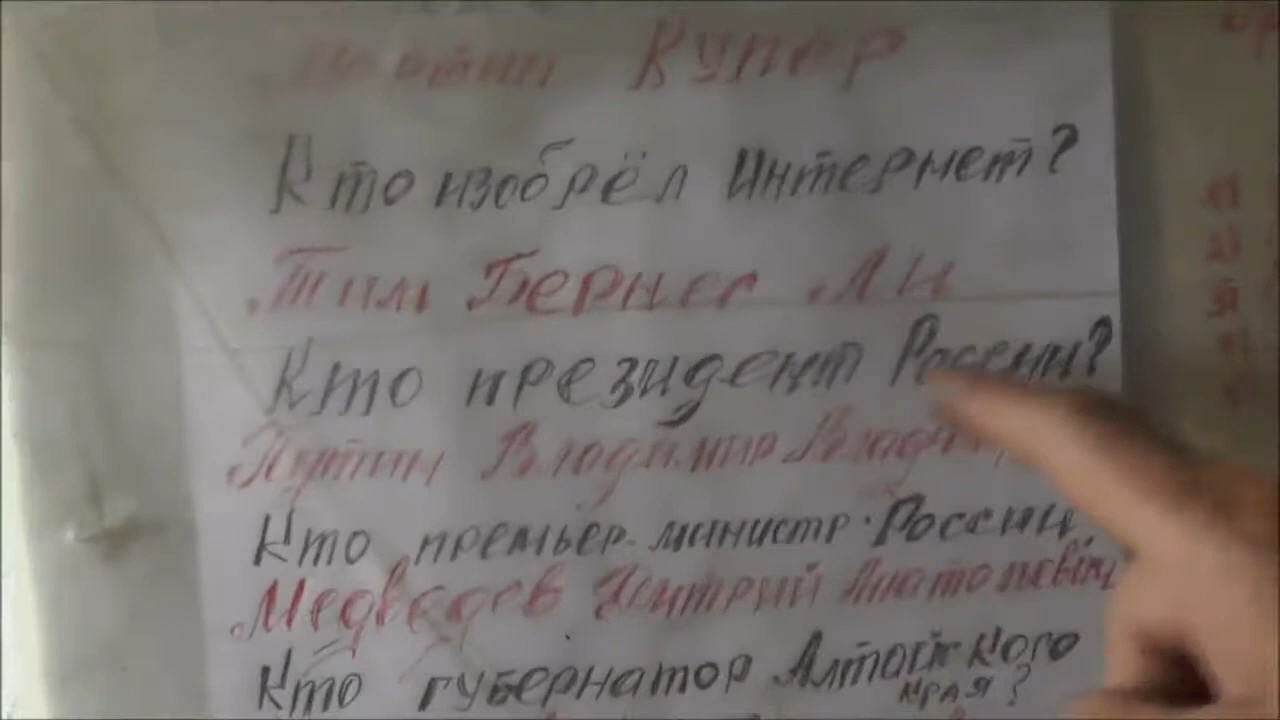 Мартин Купер
Кто изобрёл Интернет?
Тим Бернес Ли
Кто президент России?
Путин Владимир
Кто премьер-министр России
Медведев Дмитрий Анатольевич
Кто губернатор Алтайского
края?